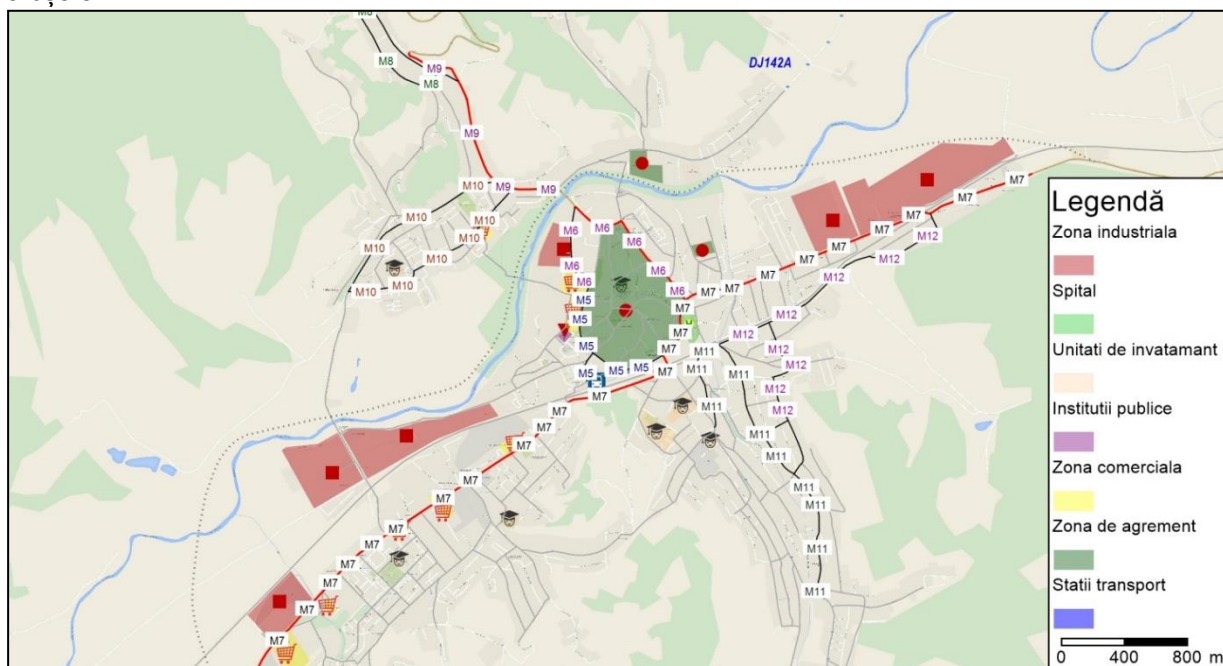 M8
M9
M8
DJ142A
M9
M10
M9
M9
M10
M10
M10
M10
M10
M10
M10
M6
M6
M6
M6
M6
M6
M6
M5
M5
M5
M5
M5
M5
M7
M7
M7
M7
M7
M7
M7
M7
M7
M7
M7
M7
M7
M12
M12
M12
M12
M12
M12
M12
M12
M12
M11
M11
M11
M11
M11
M11
M11
M11
M11
M11
M7
M7
M7
M7
M7
M7
M7
M7
M7
M7
M7
M7
Legendă
Zona industriala
Spital
Unitati de invatamant
Institutii publice
Zona comerciala
Zona de agrement
Statii transport
0 400 800 m